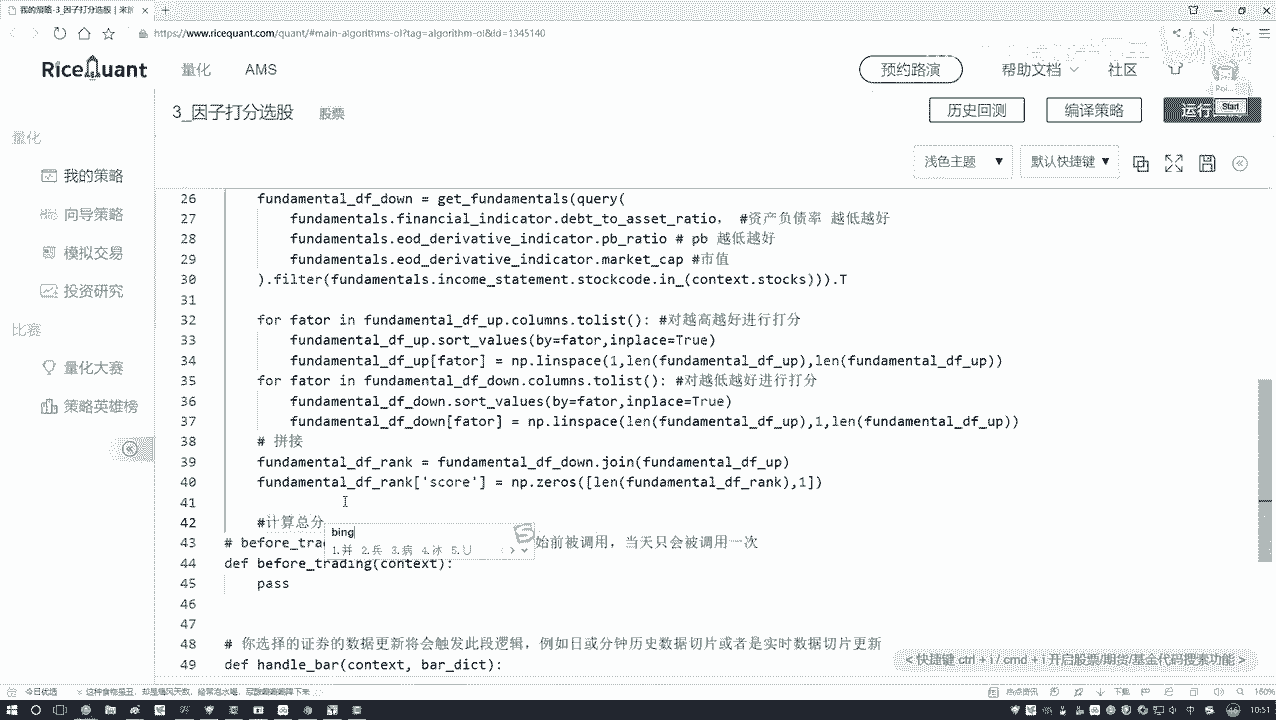 我的策略-3_因子打分选股
https://www.ricequant.com/quant/#main-algorithms-ol?tag=algorithm-ol&id=1345140
RiceQuant 量化 AMS 预约路演 帮助文档 社区
3_因子打分选股 股票 历史回测 编译策略 运行 Start
量化
浅色主题 默认快捷键
我的策略
向导策略
模拟交易
投资研究
比赛
量化大赛
策略英雄榜
26 fundamental_df_down = get_fundamentals(query(
27 fundamentals.financial_indicator.debt_to_asset_ratio, #资产负债率 越低越好
28 fundamentals.eod_derivative_indicator.pb_ratio # pb 越低越好
29 fundamentals.eod_derivative_indicator.market_cap #市值
30 ).filter(fundamentals.income_statement.stockcode.in_(context.stocks))).T
31
32 for fator in fundamental_df_up.columns.tolist(): #对越高越好进行打分
33 fundamental_df_up.sort_values(by=fator,inplace=True)
34 fundamental_df_up[fator] = np.linspace(1,len(fundamental_df_up),len(fundamental_df_up))
35 for fator in fundamental_df_down.columns.tolist(): #对越低越好进行打分
36 fundamental_df_down.sort_values(by=fator,inplace=True)
37 fundamental_df_down[fator] = np.linspace(len(fundamental_df_up),1,len(fundamental_df_up))
38 # 拼接
39 fundamental_df_rank = fundamental_df_down.join(fundamental_df_up)
40 fundamental_df_rank['score'] = np.zeros([len(fundamental_df_rank),1])
41
42 #计算总分
bing
1.并 2.兵 3.病 4.冰 5.
43 # before_tra 始前被调用，当天只会被调用一次
44 def before_trading(context):
45 pass
46
47
48 # 你选择的证券的数据更新将会触发此段逻辑，例如日或分钟历史数据切片或者是实时数据切片更新
49 def handle_bar(context, bar_dict):
< 快捷键 ctrl + i / cmd + i 开启股票/期货/基金代码搜索功能 >
今日优选
热点资讯 下载 160%
中 10:51